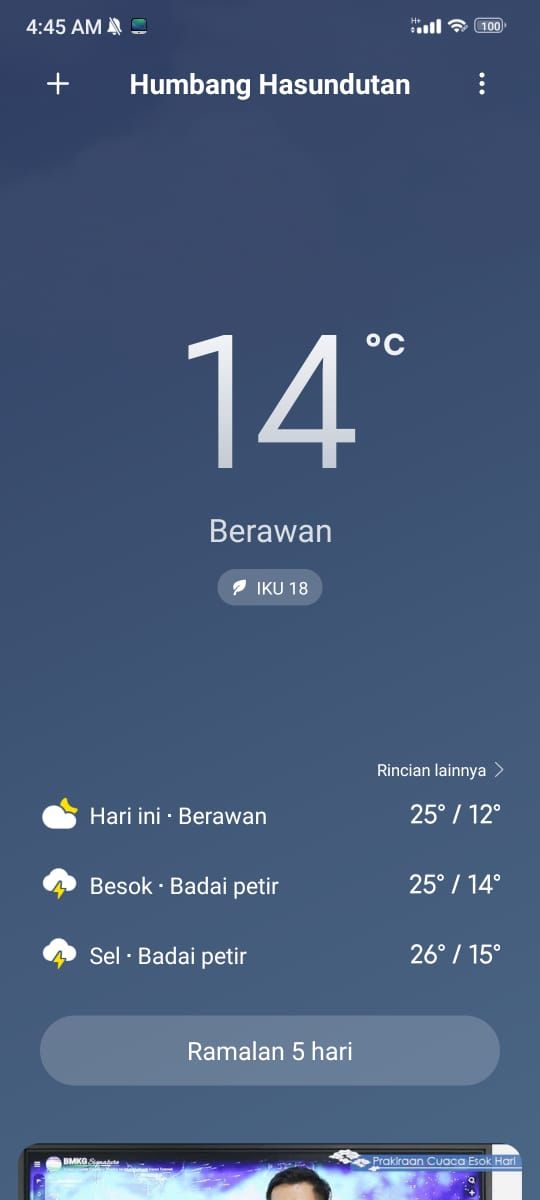 4:45 AM
H+
100
Humbang Hasundutan
14 °C
Berawan
IKU 18
Rincian lainnya
Hari ini · Berawan 25° / 12°
Besok · Badai petir 25° / 14°
Sel · Badai petir 26° / 15°
Ramalan 5 hari
BMKG Signature
Prakiraan Cuaca Esok Hari